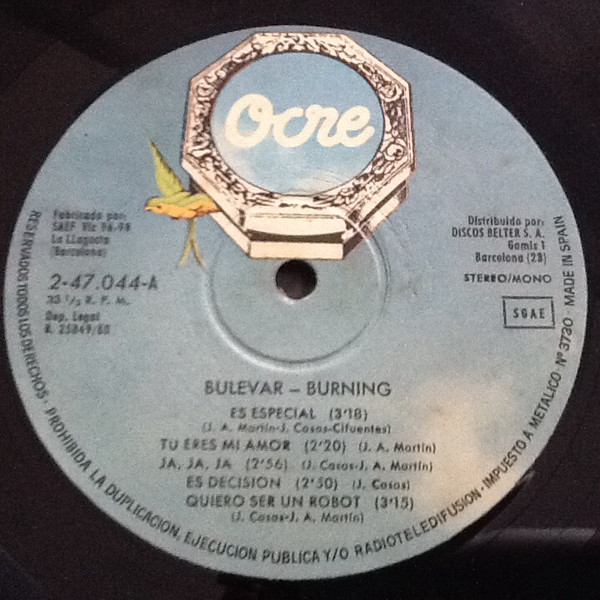 Ocre
Fabricado por:
SAEF Vic 96-98
La LLagosta
(Barcelona)
2-47.044-A
33 1/3 R. P. M.
Dep. Legal
B. 25849/80
Distribuido por:
DISCOS BELTER S. A.
Gomis 1
Barcelona (23)
STEREO/MONO
SGAE
BULEVAR – BURNING
ES ESPECIAL (3'18)
(J. A. Martín-J. Casas-Cifuentes)
TU ERES MI AMOR (2'20) (J. A. Martín)
JA, JA, JA (2'56) (J. Casas-J. A. Martín)
ES DECISION (2'50) (J. Casas)
QUIERO SER UN ROBOT (3'15)
(J. Casas-J. A. Martín)
RESERVADOS TODOS LOS DERECHOS · PROHIBIDA LA DUPLICACION, EJECUCION PUBLICA Y/O RADIOTELEDIFUSION · IMPUESTO A METALICO · Nº 3730 · MADE IN SPAIN